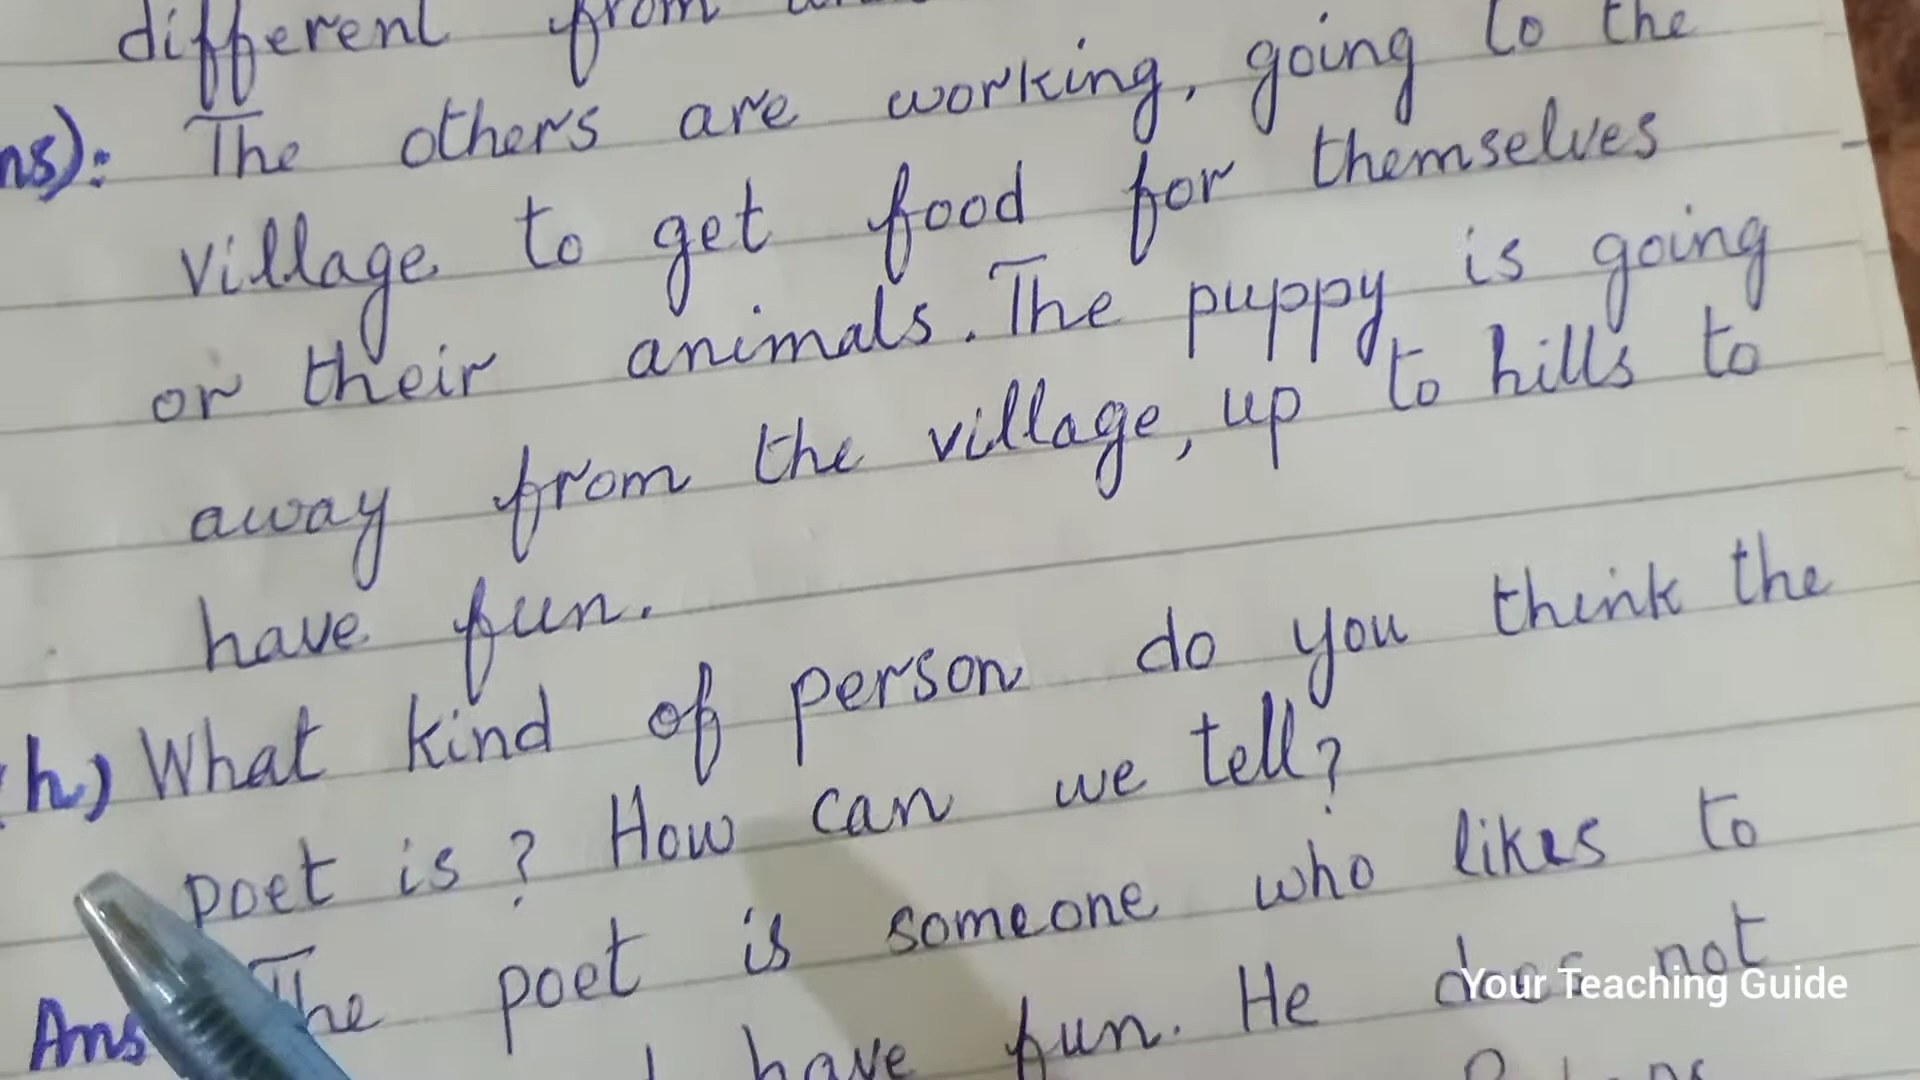 different from
ns): The others are working, going to the
village to get food for themselves
or their animals. The puppy is going
away from the village, up to hills to
have fun.
h) What kind of person do you think the
poet is? How can we tell?
Ans The poet is someone who likes to
have fun. He does not
Your Teaching Guide